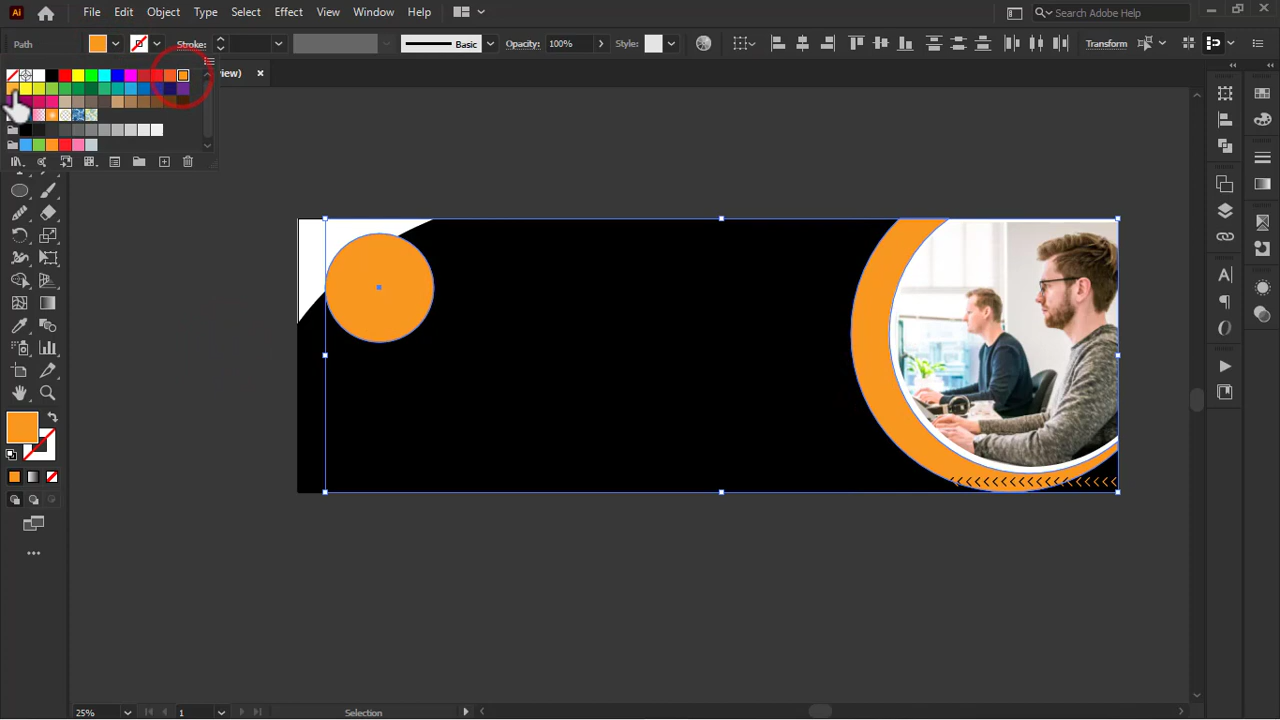 Ai File Edit Object Type Select Effect View Window Help Search Adobe Help
Path Stroke: Basic Opacity: 100% Style: Transform
iew) ×
25% 1 Selection